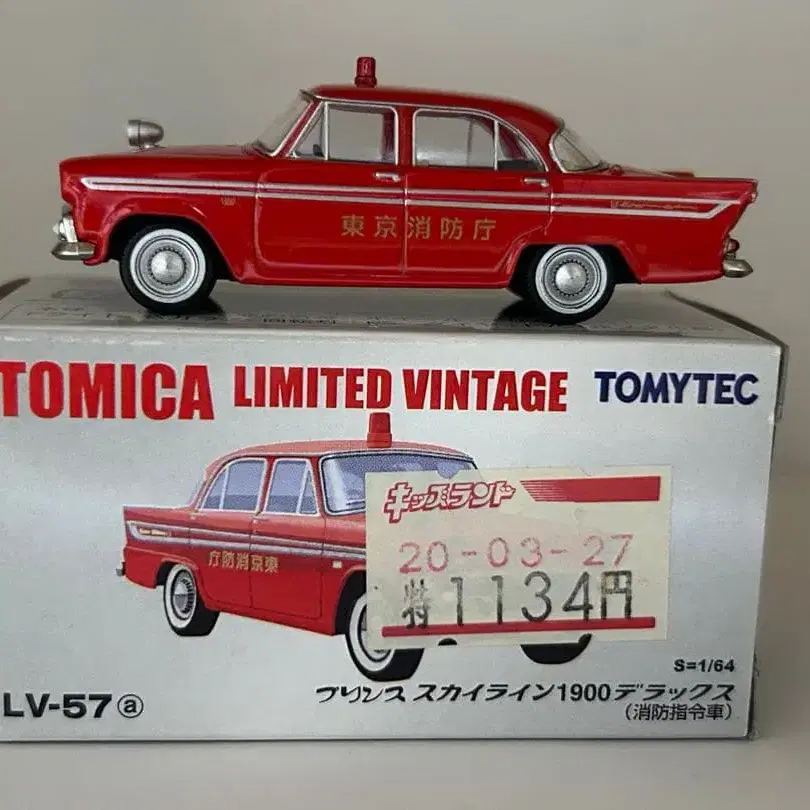 東京消防庁
TOMICA LIMITED VINTAGE TOMYTEC
庁防消京東
キッズランド
20-03-27
特1134円
S=1/64
LV-57ⓐ
プリンス スカイライン1900デラックス
(消防指令車)